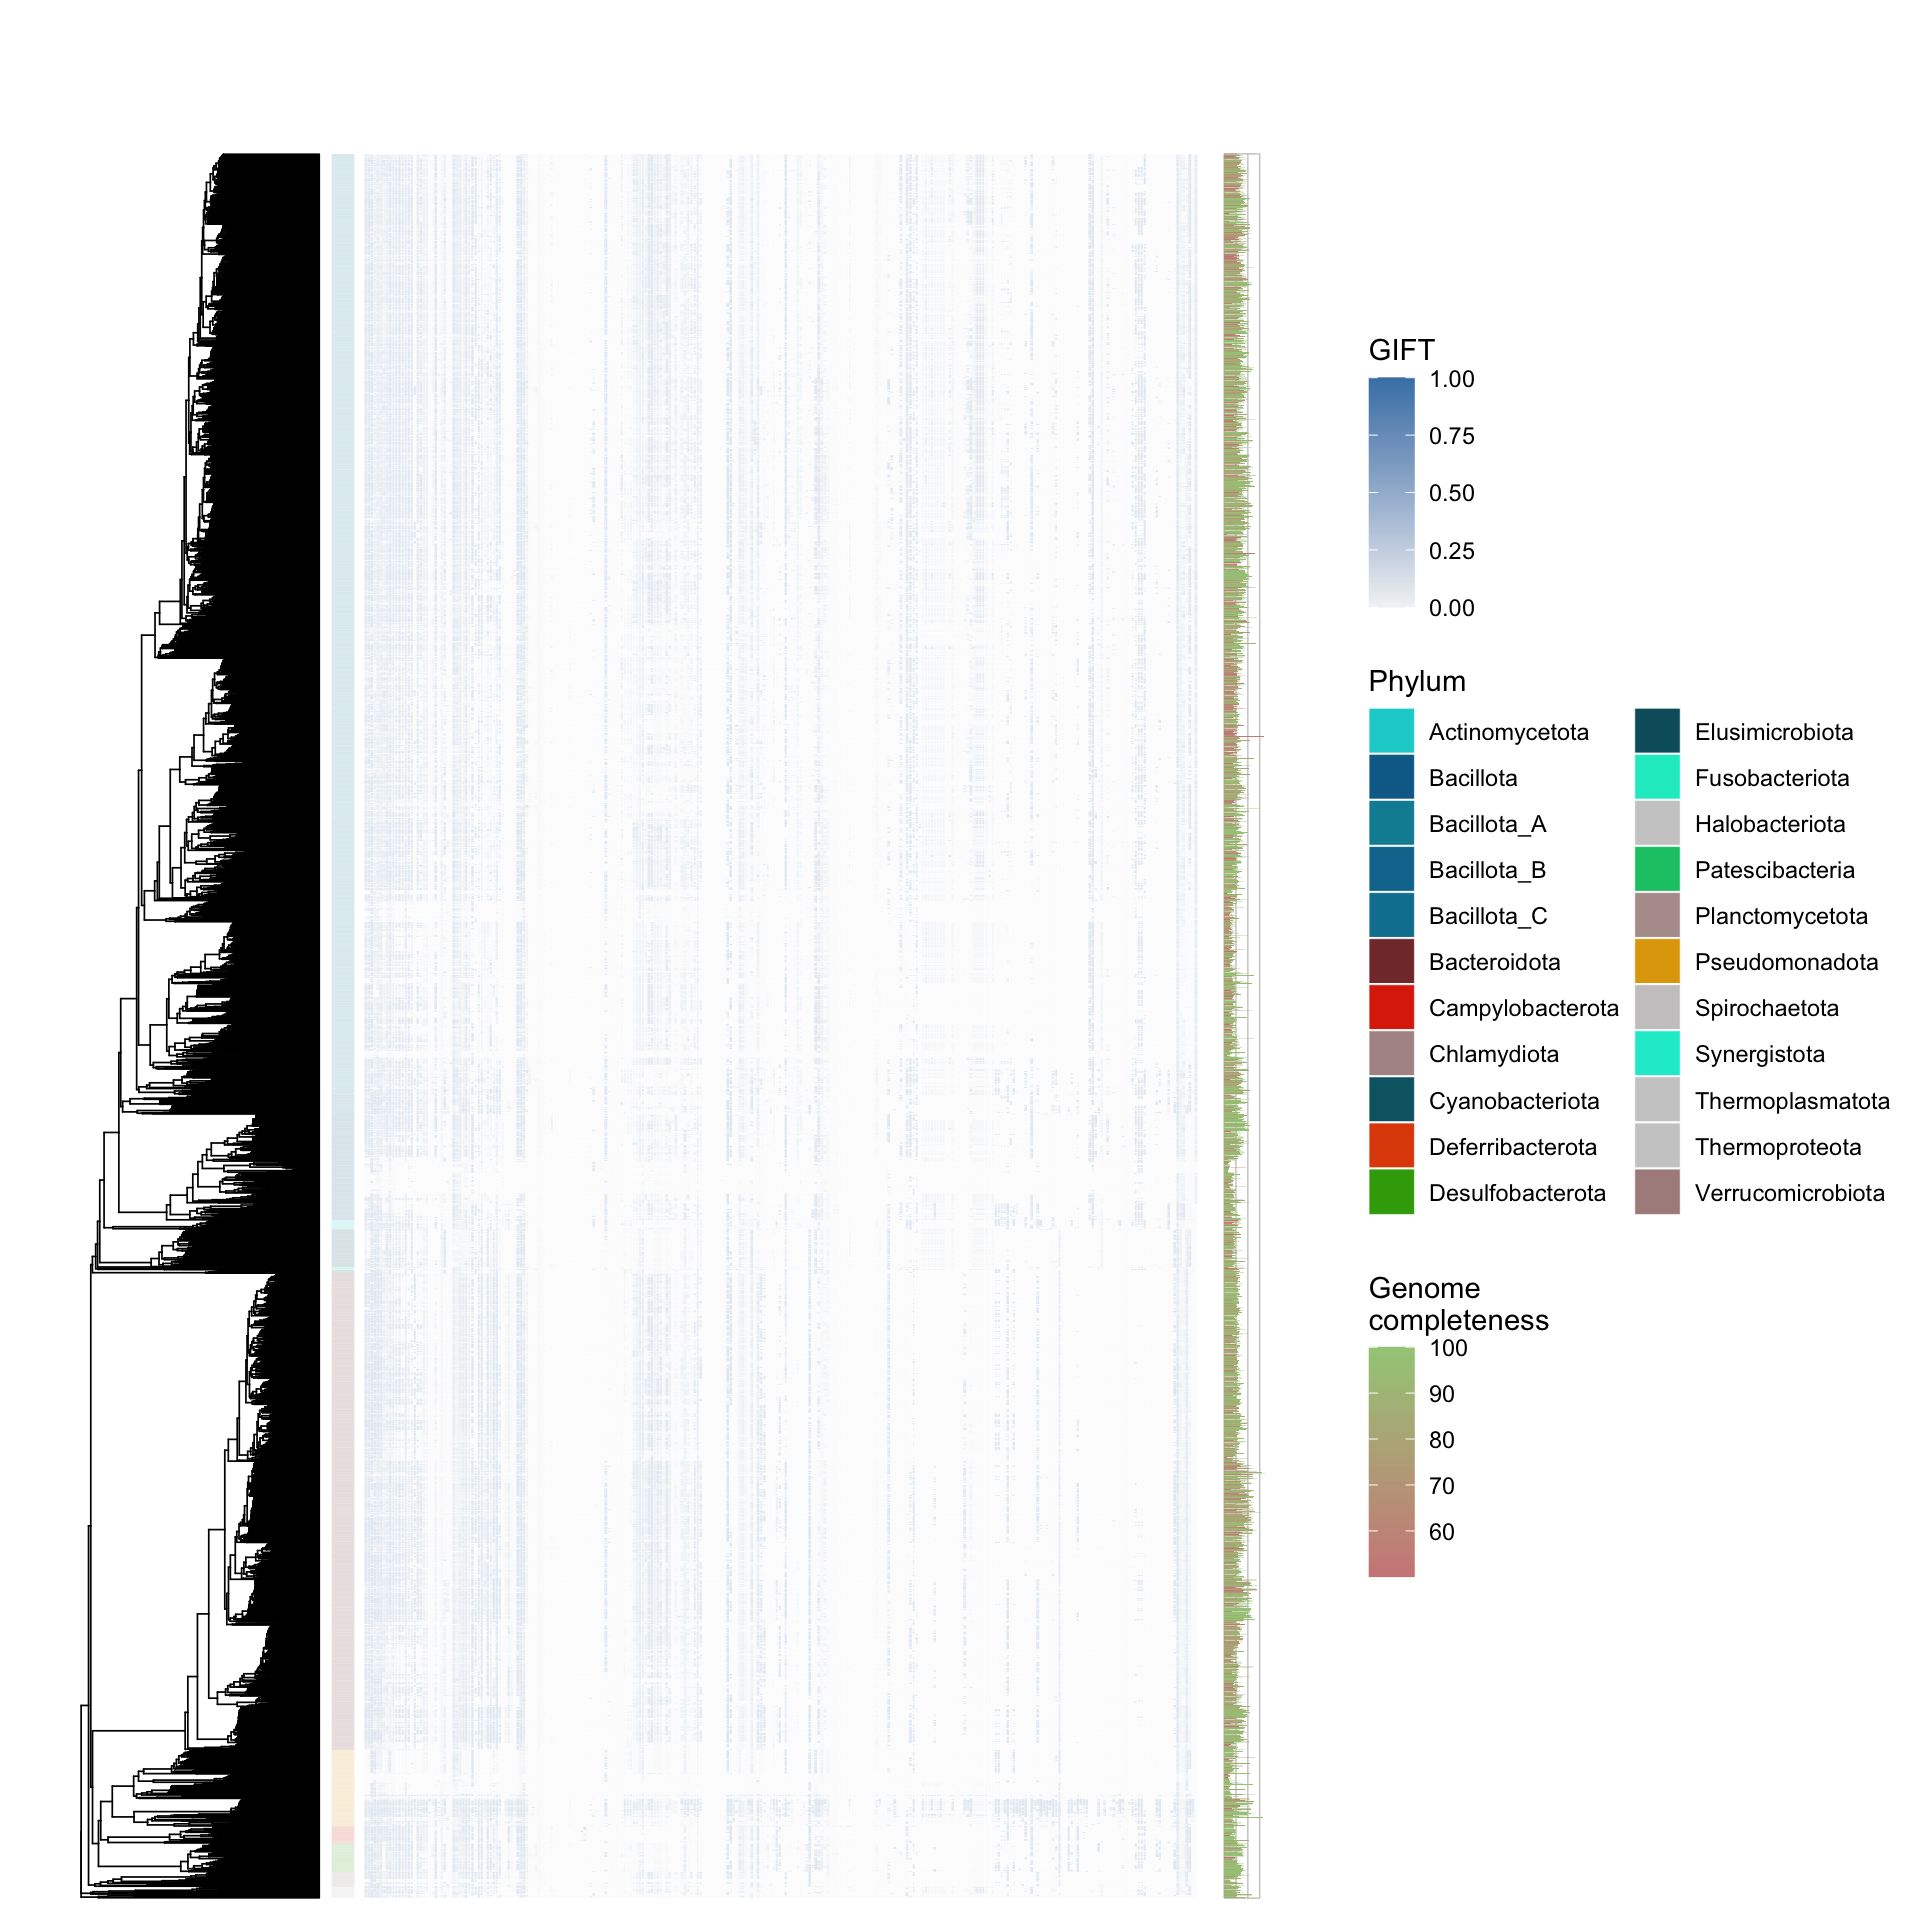 GIFT
1.00
0.75
0.50
0.25
0.00
Phylum
Actinomycetota
Bacillota
Bacillota_A
Bacillota_B
Bacillota_C
Bacteroidota
Campylobacterota
Chlamydiota
Cyanobacteriota
Deferribacterota
Desulfobacterota
Elusimicrobiota
Fusobacteriota
Halobacteriota
Patescibacteria
Planctomycetota
Pseudomonadota
Spirochaetota
Synergistota
Thermoplasmatota
Thermoproteota
Verrucomicrobiota
Genome
completeness
100
90
80
70
60